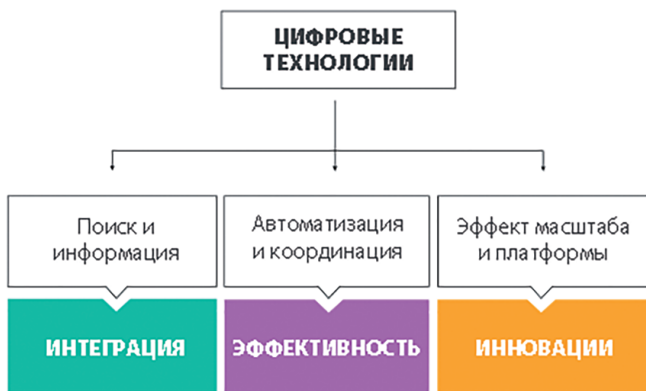 ЦИФРОВЫЕ
ТЕХНОЛОГИИ
Поиск и
информация
Автоматизация
и координация
Эффект масштаба
и платформы
ИНТЕГРАЦИЯ
ЭФФЕКТИВНОСТЬ
ИННОВАЦИИ